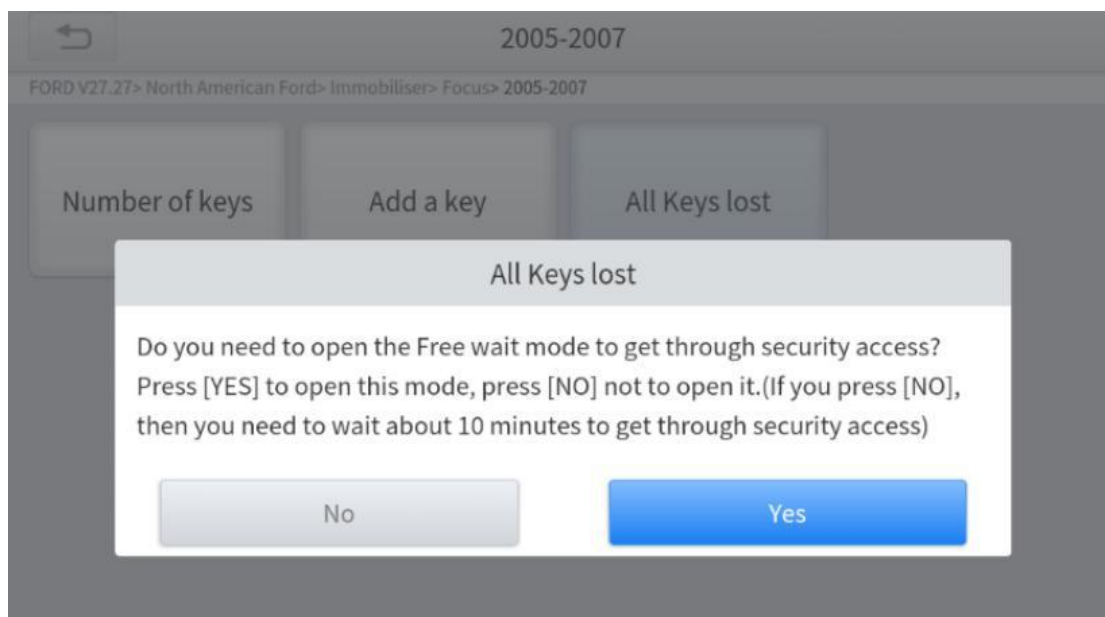 2005-2007
FORD V27.27> North American Ford> Immobiliser> Focus> 2005-2007
Number of keys
Add a key
All Keys lost
All Keys lost
Do you need to open the Free wait mode to get through security access?
Press [YES] to open this mode, press [NO] not to open it.(If you press [NO],
then you need to wait about 10 minutes to get through security access)
No
Yes